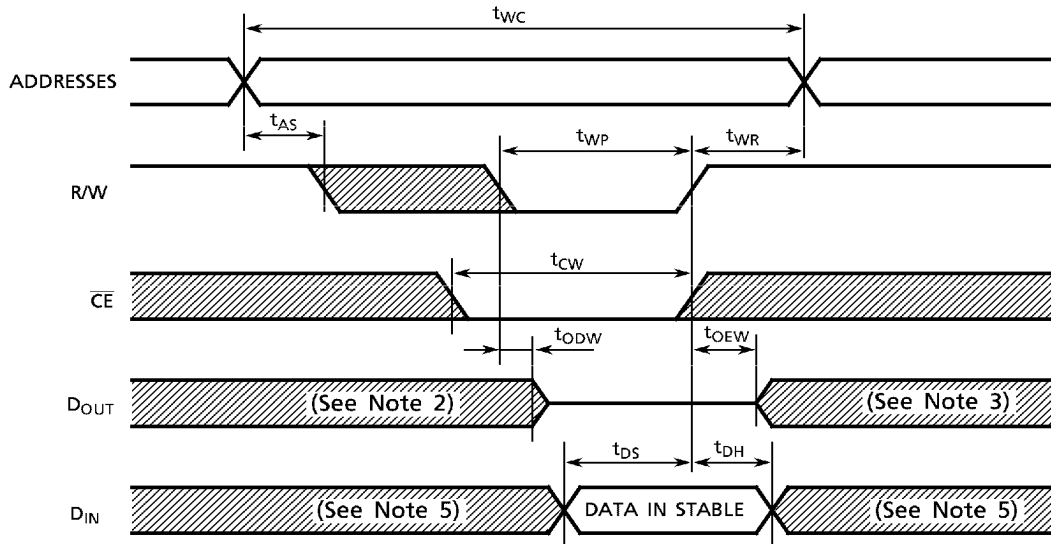 tWC
ADDRESSES
tAS
tWP
tWR
R/W
tCW
CE
tODW
tOEW
DOUT
(See Note 2)
(See Note 3)
tDS
tDH
DIN
(See Note 5)
DATA IN STABLE
(See Note 5)